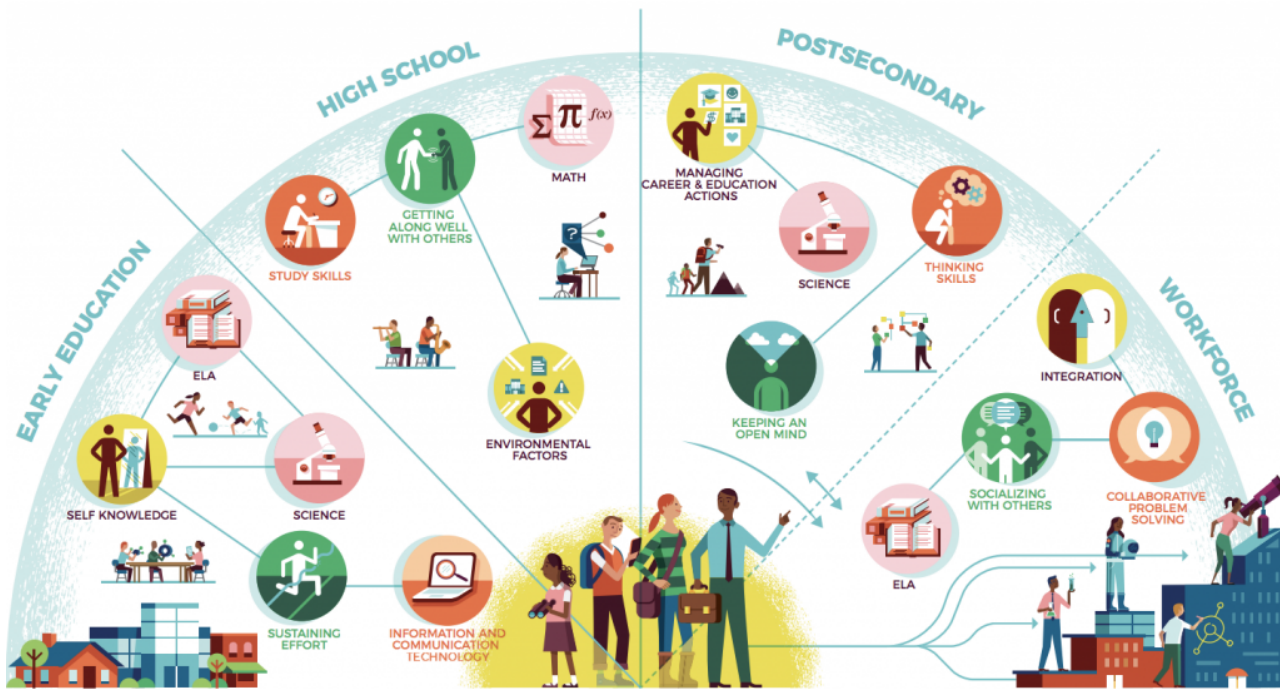 EARLY EDUCATION
HIGH SCHOOL
POSTSECONDARY
WORKFORCE
ELA
SELF KNOWLEDGE
SCIENCE
SUSTAINING
EFFORT
INFORMATION AND
COMMUNICATION
TECHNOLOGY
STUDY SKILLS
GETTING
ALONG WELL
WITH OTHERS
Σ π f(x)
MATH
?
ENVIRONMENTAL
FACTORS
$
MANAGING
CAREER & EDUCATION
ACTIONS
SCIENCE
THINKING
SKILLS
KEEPING AN
OPEN MIND
INTEGRATION
SOCIALIZING
WITH OTHERS
COLLABORATIVE
PROBLEM
SOLVING
ELA